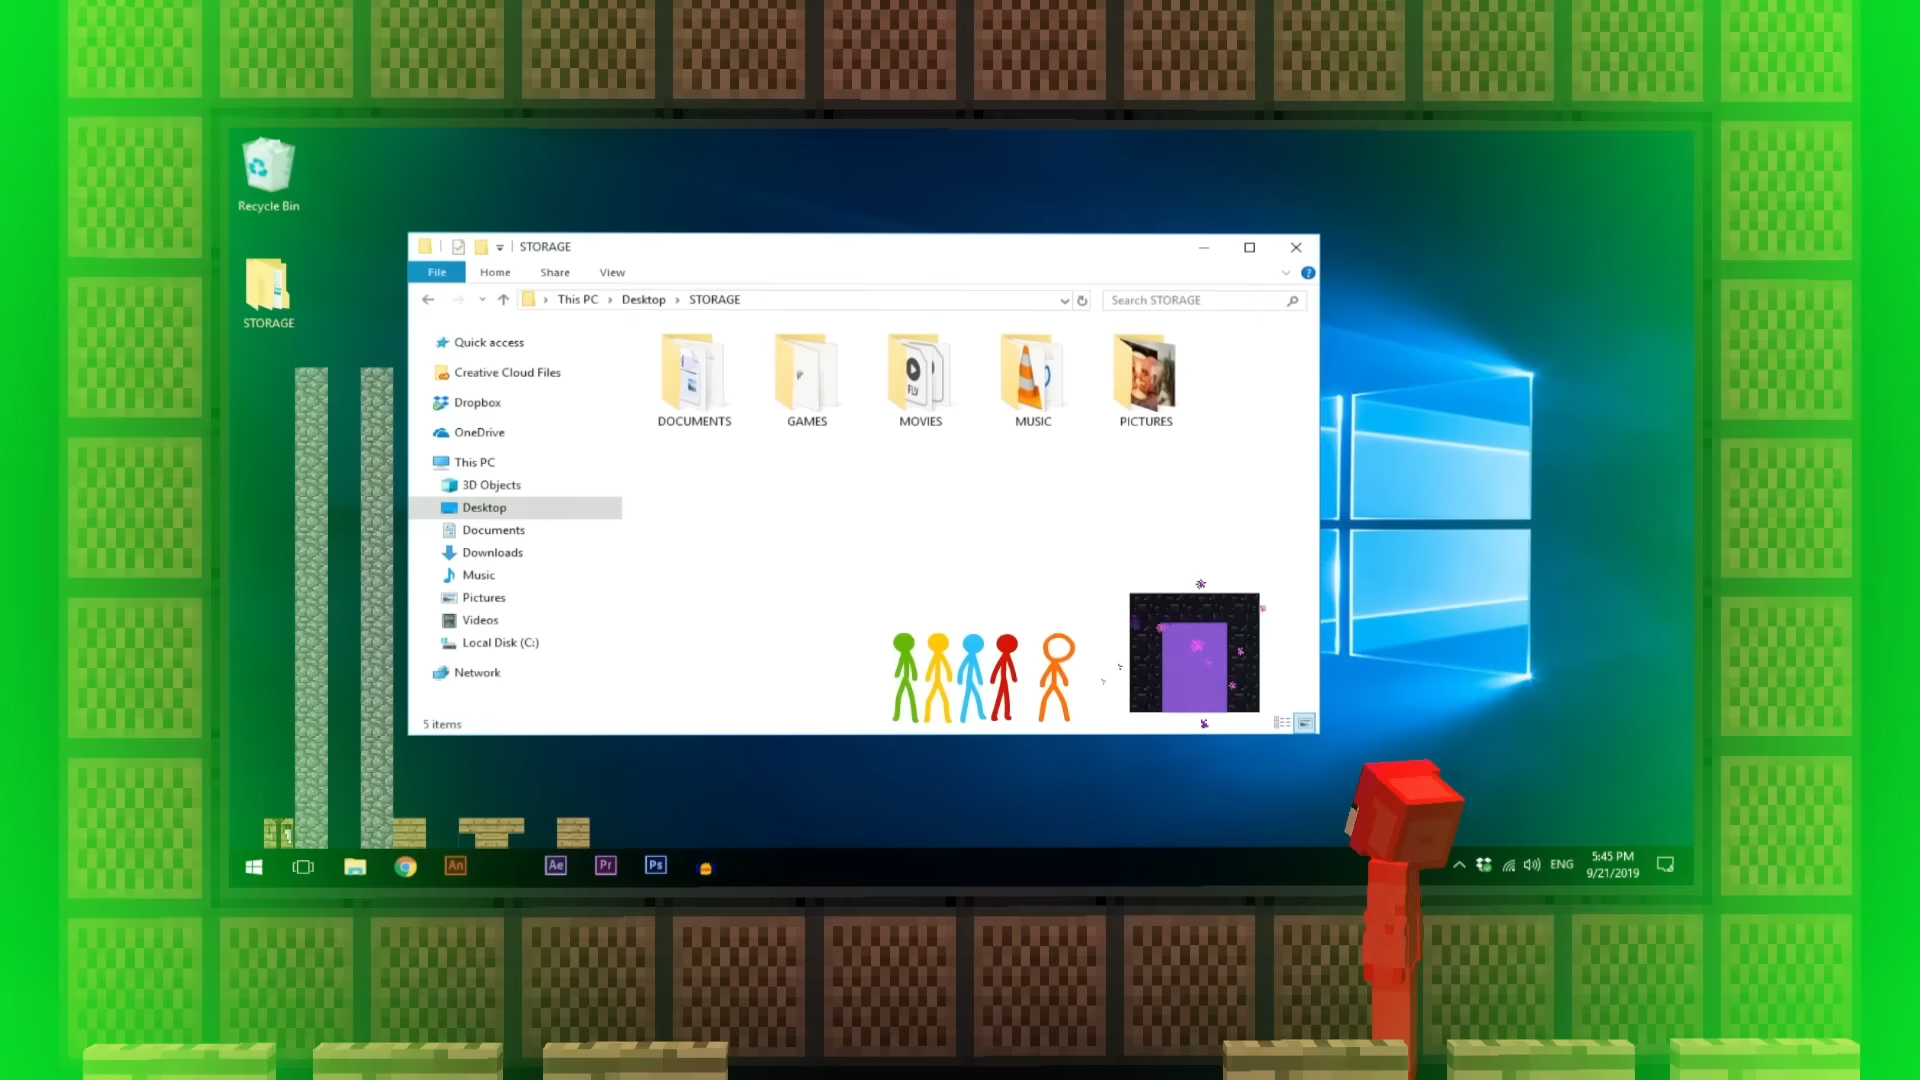 Recycle Bin
STORAGE
STORAGE
File Home Share View
?
This PC Desktop STORAGE
Search STORAGE
Quick access
Creative Cloud Files
Dropbox
OneDrive
This PC
3D Objects
Desktop
Documents
Downloads
Music
Pictures
Videos
Local Disk (C:)
Network
DOCUMENTS
GAMES
FLV
MOVIES
MUSIC
PICTURES
5 items
An Ae Pr Ps
ENG
5:45 PM
9/21/2019